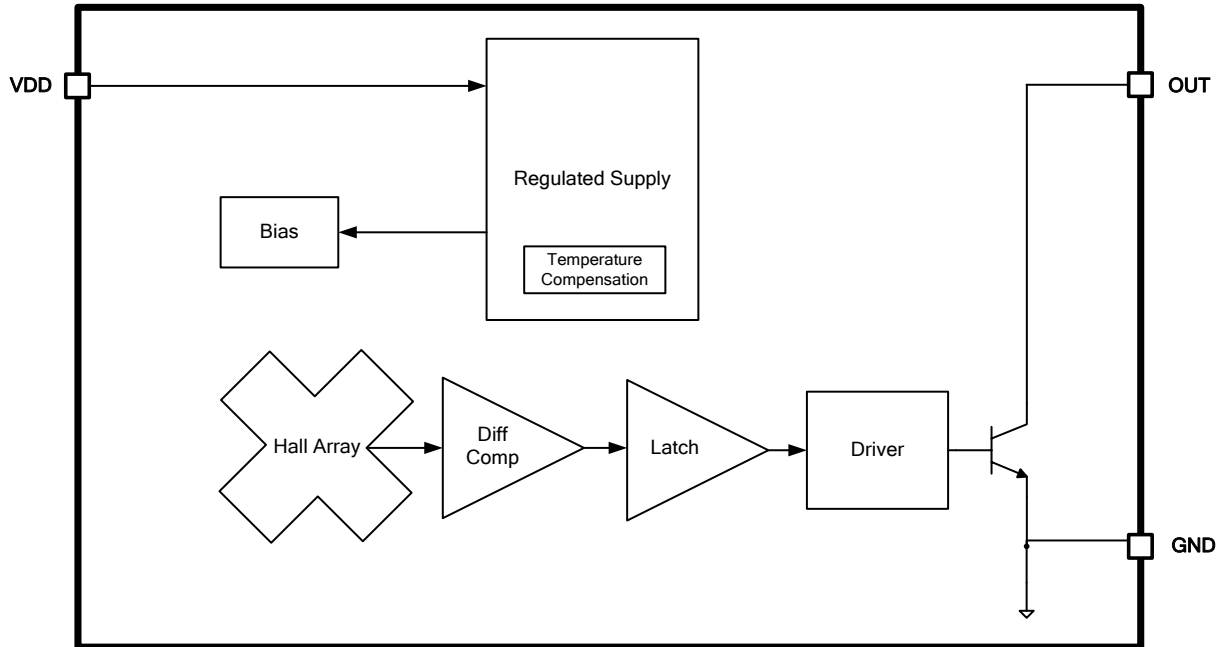 VDD
OUT
Regulated Supply
Bias
Temperature
Compensation
Hall Array
Diff
Comp
Latch
Driver
GND